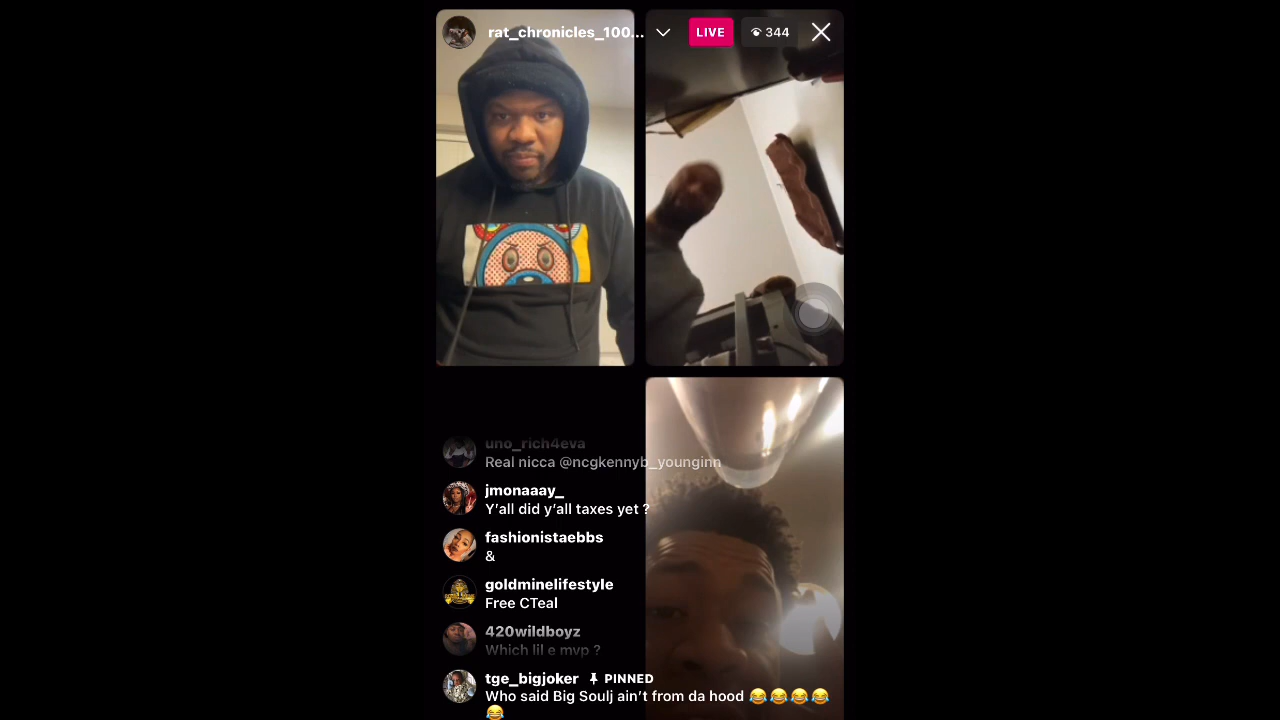 rat_chronicles_100...
LIVE
344
uno_rich4eva
Real nicca @ncgkennyb_younginn
jmonaaay_
Y'all did y'all taxes yet ?
fashionistaebbs
&
goldminelifestyle
Free CTeal
420wildboyz
Which lil e mvp ?
tge_bigjoker PINNED
Who said Big Soulj ain't from da hood 😂😂😂😂
😂